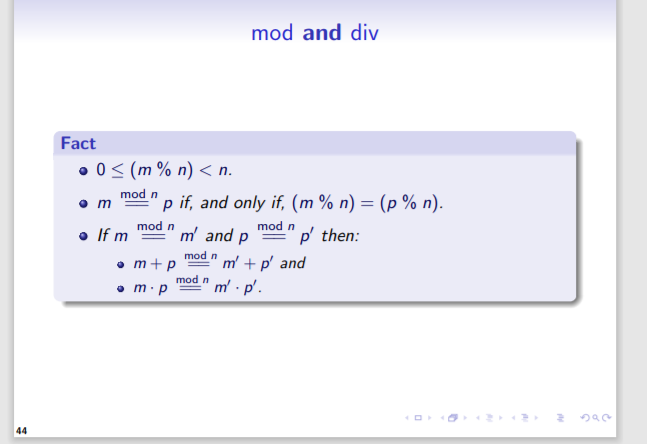 mod and div
Fact
0 ≤ (m % n) < n.
m =(mod n) p if, and only if, (m % n) = (p % n).
If m =(mod n) m′ and p =(mod n) p′ then:
m + p =(mod n) m′ + p′ and
m · p =(mod n) m′ · p′.
44